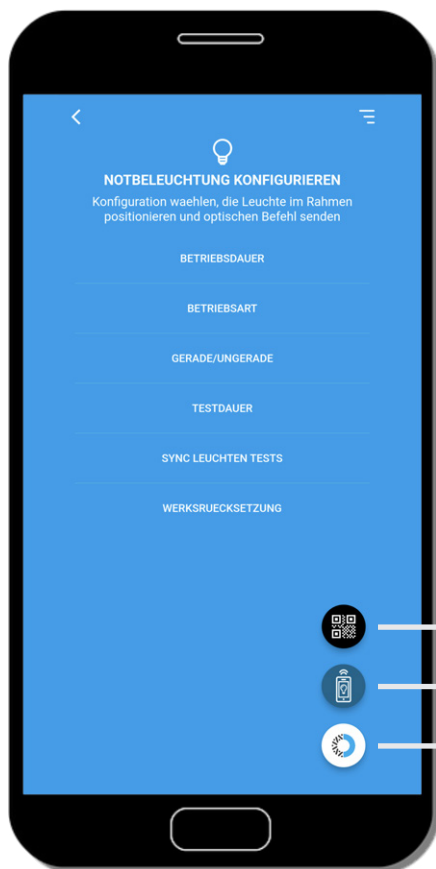 NOTBELEUCHTUNG KONFIGURIEREN
Konfiguration waehlen, die Leuchte im Rahmen
positionieren und optischen Befehl senden
BETRIEBSDAUER
BETRIEBSART
GERADE/UNGERADE
TESTDAUER
SYNC LEUCHTEN TESTS
WERKSRUECKSETZUNG